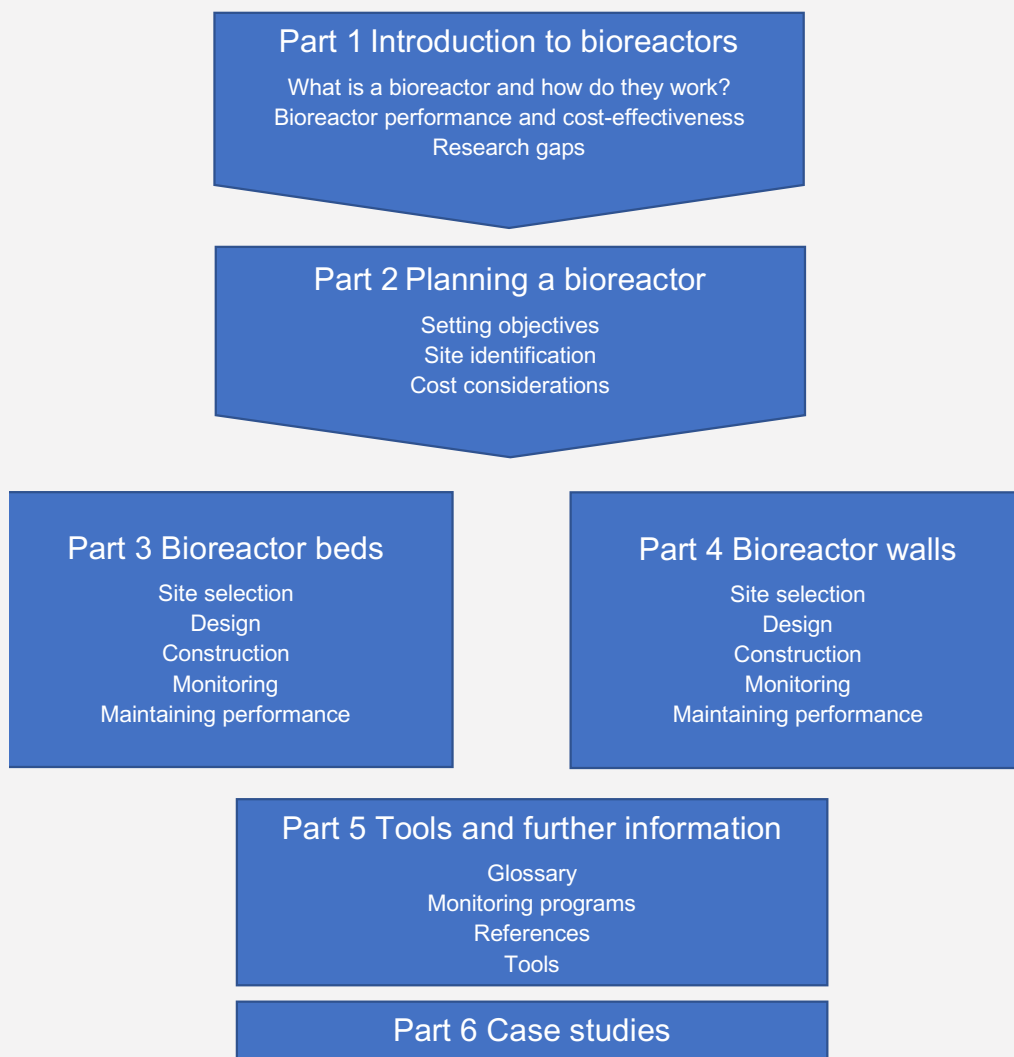 Part 1 Introduction to bioreactors
What is a bioreactor and how do they work?
Bioreactor performance and cost-effectiveness
Research gaps
Part 2 Planning a bioreactor
Setting objectives
Site identification
Cost considerations
Part 3 Bioreactor beds
Site selection
Design
Construction
Monitoring
Maintaining performance
Part 4 Bioreactor walls
Site selection
Design
Construction
Monitoring
Maintaining performance
Part 5 Tools and further information
Glossary
Monitoring programs
References
Tools
Part 6 Case studies